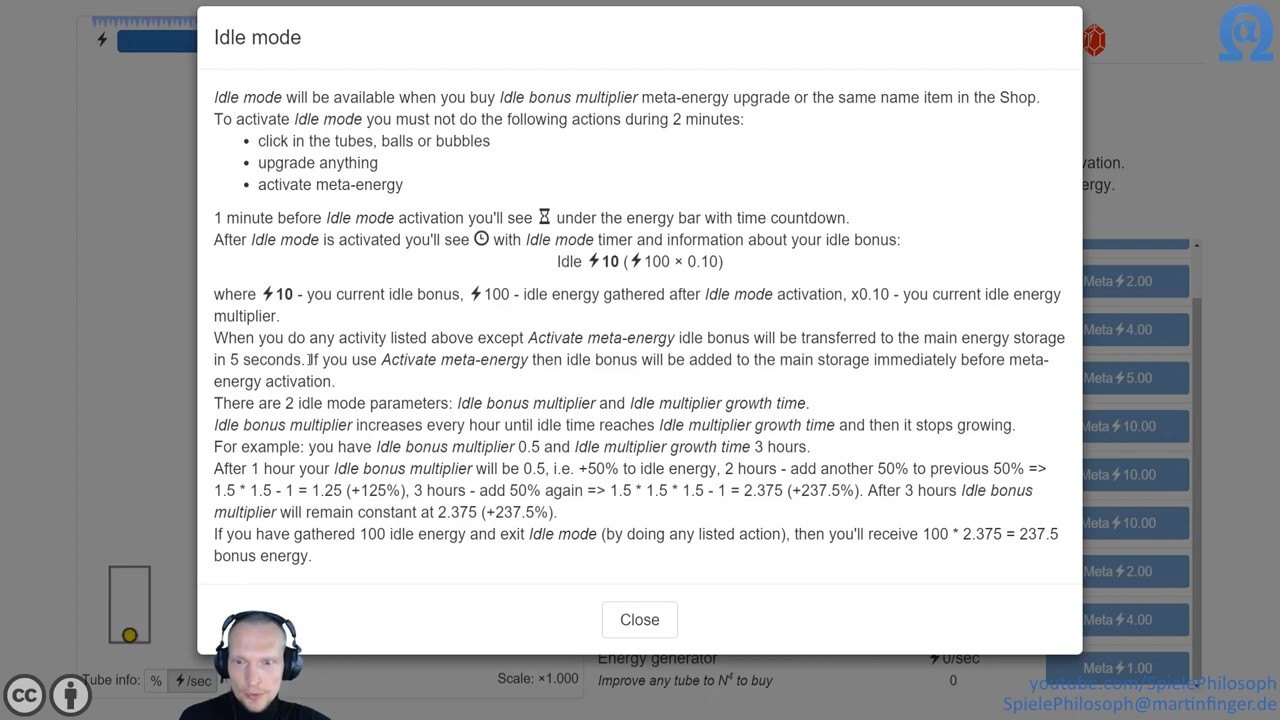 Idle mode
Idle mode will be available when you buy Idle bonus multiplier meta-energy upgrade or the same name item in the Shop.
To activate Idle mode you must not do the following actions during 2 minutes:
• click in the tubes, balls or bubbles
• upgrade anything
• activate meta-energy
1 minute before Idle mode activation you'll see ⏳ under the energy bar with time countdown.
After Idle mode is activated you'll see 🕒 with Idle mode timer and information about your idle bonus:
Idle ⚡10 (⚡100 × 0.10)
where ⚡10 - you current idle bonus, ⚡100 - idle energy gathered after Idle mode activation, x0.10 - you current idle energy
multiplier.
When you do any activity listed above except Activate meta-energy idle bonus will be transferred to the main energy storage
in 5 seconds. If you use Activate meta-energy then idle bonus will be added to the main storage immediately before meta-
energy activation.
There are 2 idle mode parameters: Idle bonus multiplier and Idle multiplier growth time.
Idle bonus multiplier increases every hour until idle time reaches Idle multiplier growth time and then it stops growing.
For example: you have Idle bonus multiplier 0.5 and Idle multiplier growth time 3 hours.
After 1 hour your Idle bonus multiplier will be 0.5, i.e. +50% to idle energy, 2 hours - add another 50% to previous 50% =>
1.5 * 1.5 - 1 = 1.25 (+125%), 3 hours - add 50% again => 1.5 * 1.5 * 1.5 - 1 = 2.375 (+237.5%). After 3 hours Idle bonus
multiplier will remain constant at 2.375 (+237.5%).
If you have gathered 100 idle energy and exit Idle mode (by doing any listed action), then you'll receive 100 * 2.375 = 237.5
bonus energy.
Close
vation.
ergy.
Meta ⚡2.00
Meta ⚡4.00
Meta ⚡5.00
Meta ⚡10.00
Meta ⚡10.00
Meta ⚡10.00
Meta ⚡2.00
Meta ⚡4.00
Meta ⚡1.00
Tube info: % ⚡/sec
Scale: ×1.000
Energy generator ⚡0/sec
Improve any tube to N⁴ to buy 0
cc
youtube.com/SpielePhilosoph
SpielePhilosoph@martinfinger.de